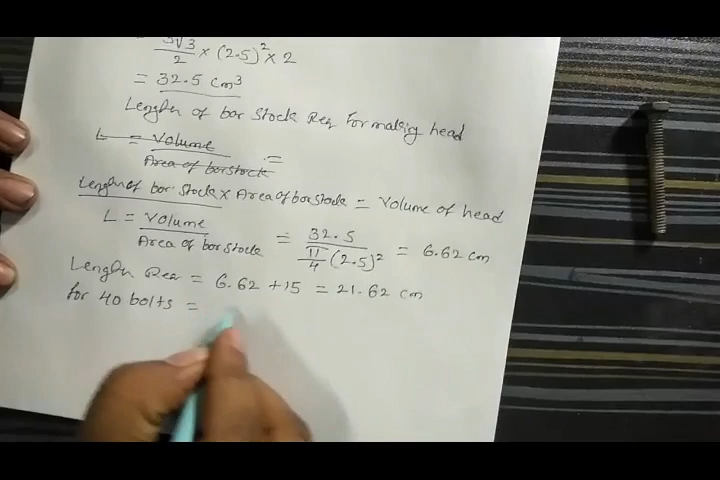 = 3√3/2 × (2.5)² × 2
= 32.5 cm³
Length of bar stock Req For making head
L = Volume/Area of barstock =
Length of bar stock × Area of bar stock = Volume of head
L = Volume/Area of bar stock = 32.5/(π/4 (2.5)²) = 6.62 cm
Length Req = 6.62 + 15 = 21.62 cm
for 40 bolts =